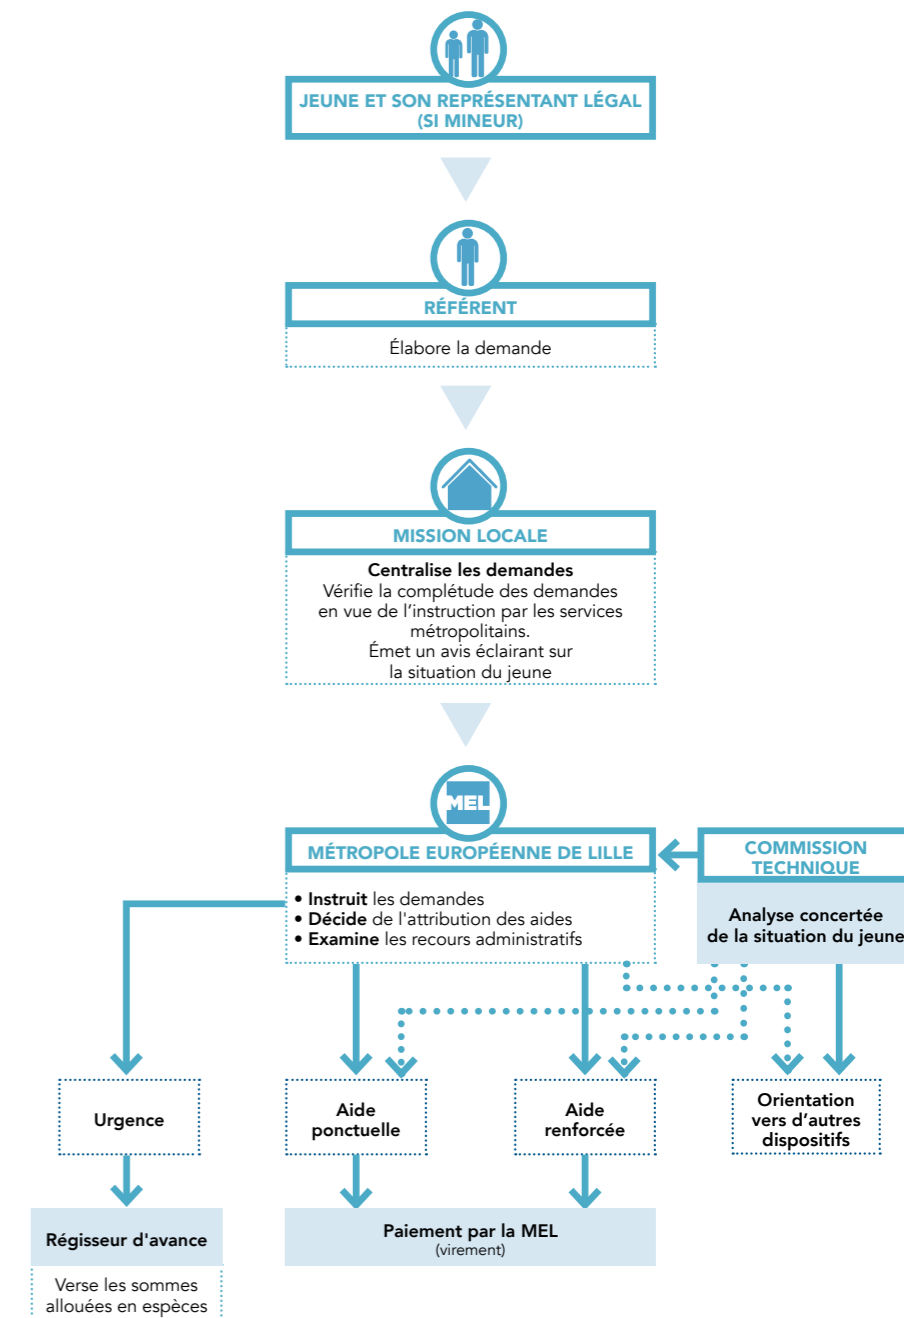 JEUNE ET SON REPRÉSENTANT LÉGAL
(SI MINEUR)
RÉFÉRENT
Élabore la demande
MISSION LOCALE
Centralise les demandes
Vérifie la complétude des demandes
en vue de l'instruction par les services
métropolitains.
Émet un avis éclairant sur
la situation du jeune
MEL
MÉTROPOLE EUROPÉENNE DE LILLE
• Instruit les demandes
• Décide de l'attribution des aides
• Examine les recours administratifs
COMMISSION
TECHNIQUE
Analyse concertée
de la situation du jeune
Urgence
Aide
ponctuelle
Aide
renforcée
Orientation
vers d'autres
dispositifs
Régisseur d'avance
Verse les sommes
allouées en espèces
Paiement par la MEL
(virement)